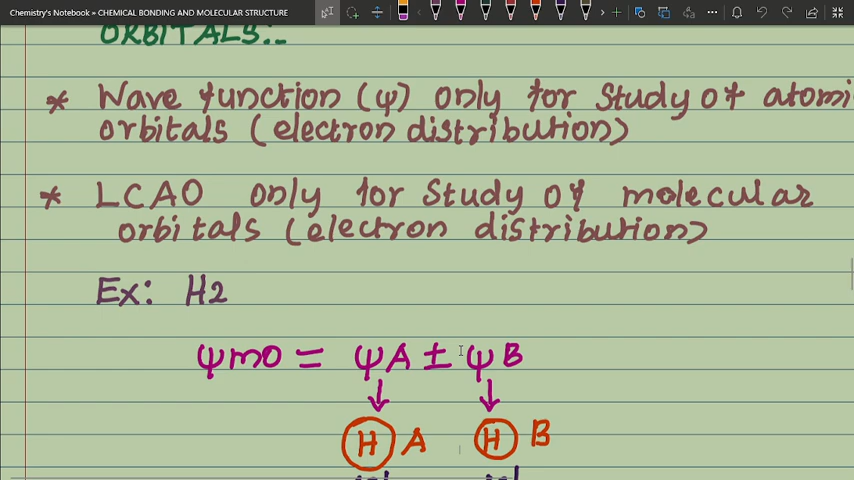 Chemistry's Notebook » CHEMICAL BONDING AND MOLECULAR STRUCTURE
ORBITALS:-
* Wave function (ψ) only for study of atomi
orbitals (electron distribution)
* LCAO only for study of molecular
orbitals (electron distribution)
Ex: H2
ψmo = ψA ± ψB
H A H B